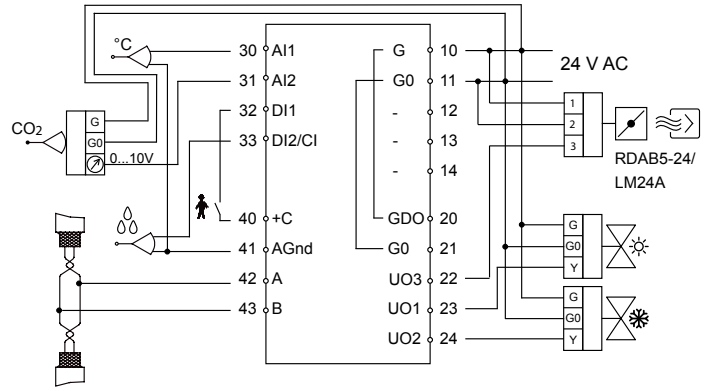 °C
30 AI1 G 10
24 V AC
31 AI2 G0 11
32 DI1 - 12
1
2
3
CO2
G
G0
0...10V
33 DI2/CI - 13
- 14
RDAB5-24/
LM24A
40 +C GDO 20
G
G0
Y
41 AGnd G0 21
42 A UO3 22
43 B UO1 23
G
G0
Y
UO2 24